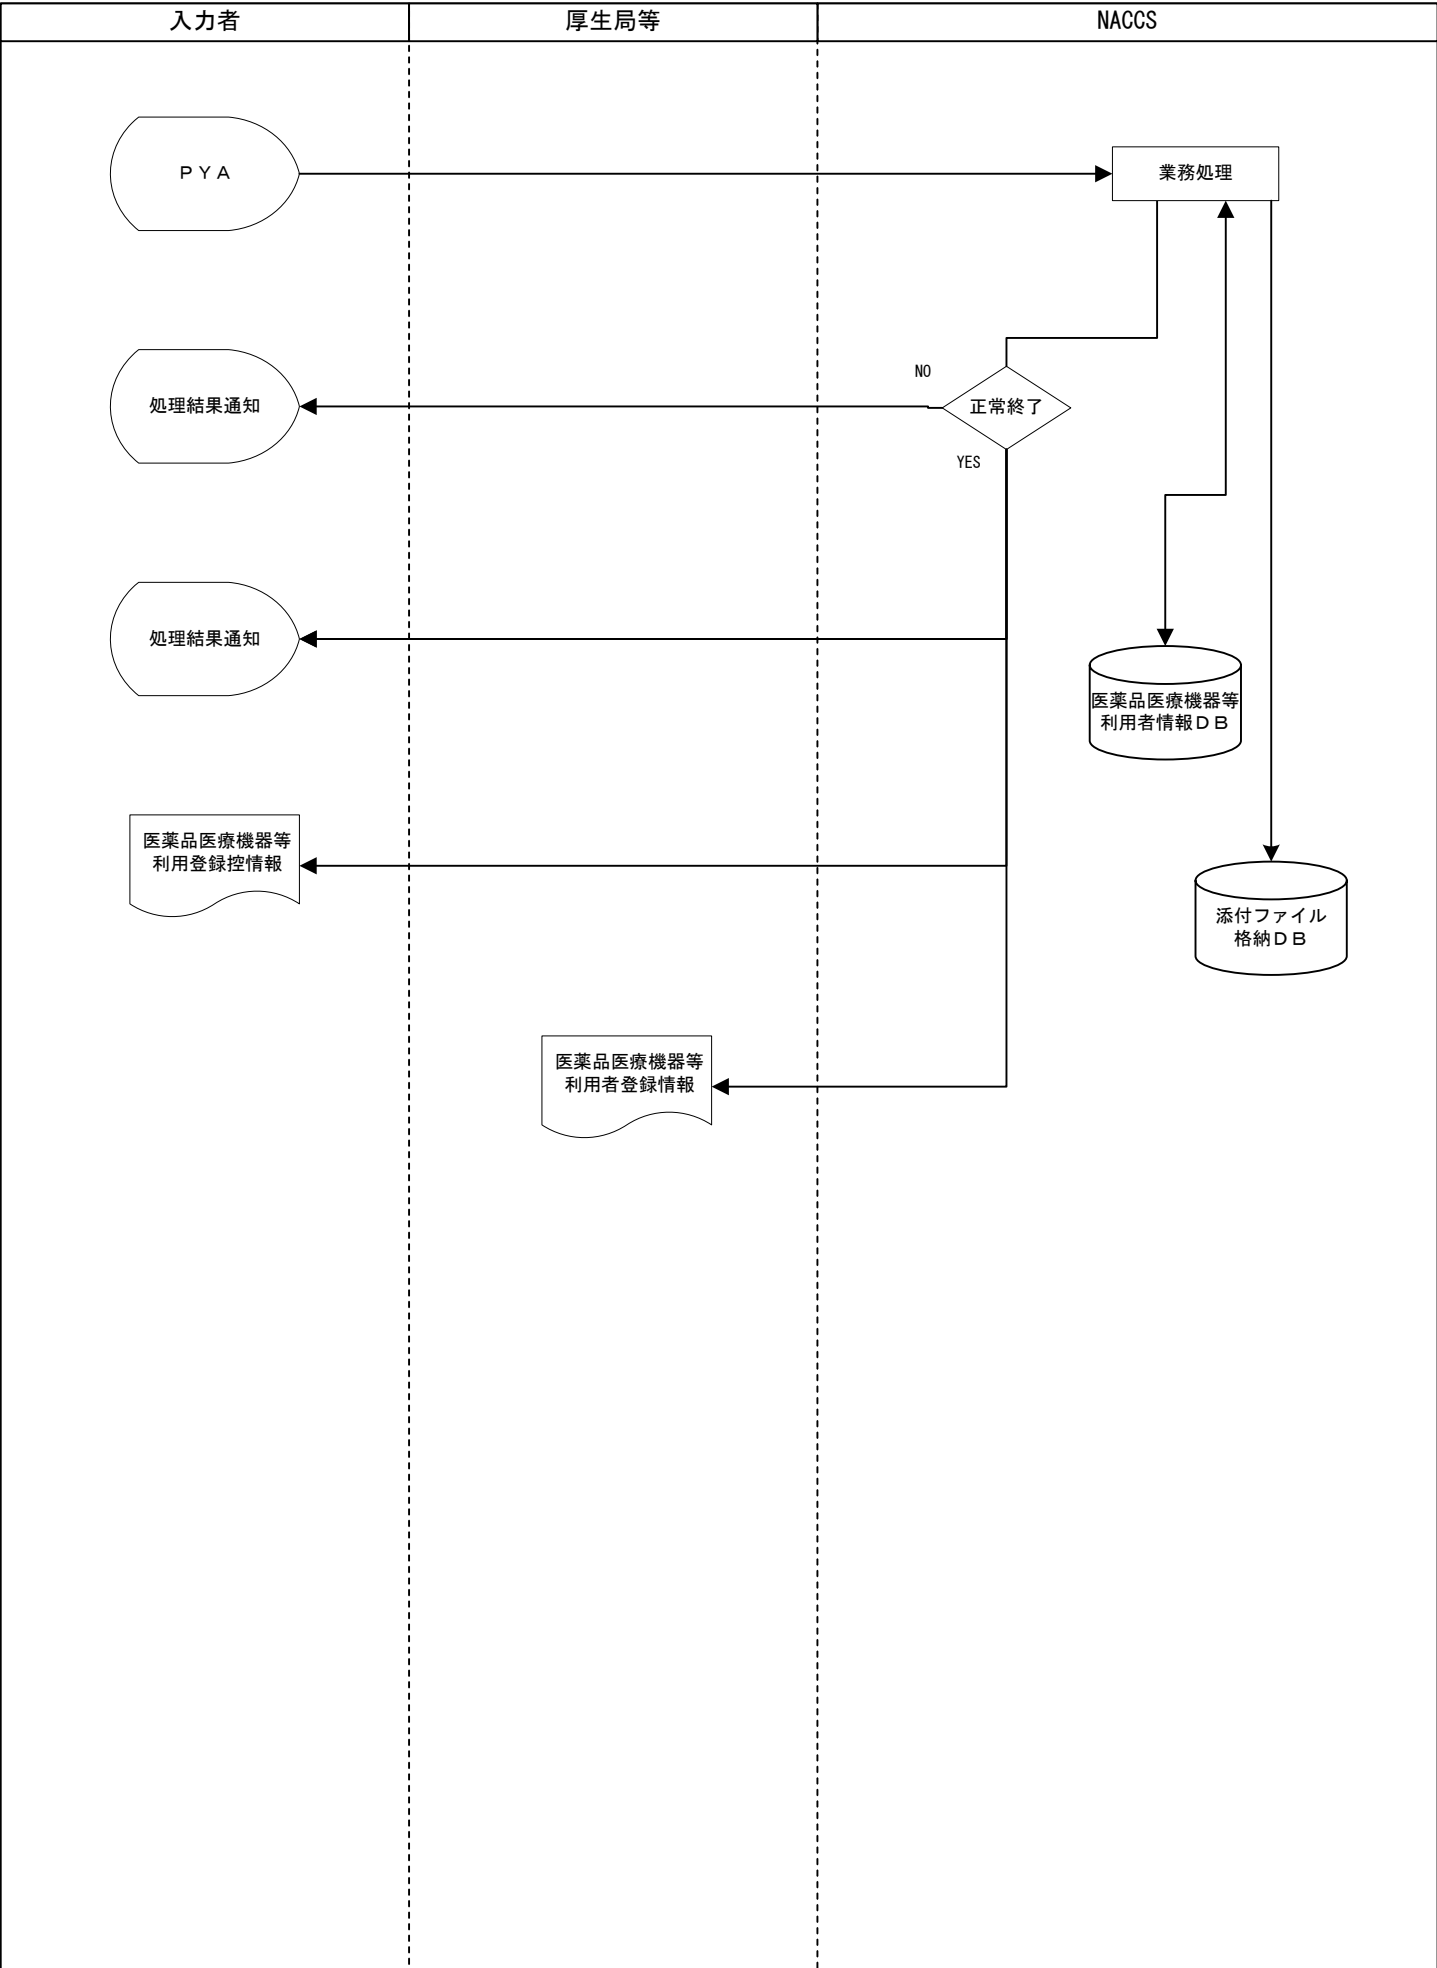 入力者
厚生局等
NACCS
ＰＹＡ
業務処理
NO
処理結果通知
正常終了
YES
処理結果通知
医薬品医療機器等
利用者情報ＤＢ
医薬品医療機器等
利用登録控情報
添付ファイル
格納ＤＢ
医薬品医療機器等
利用者登録情報